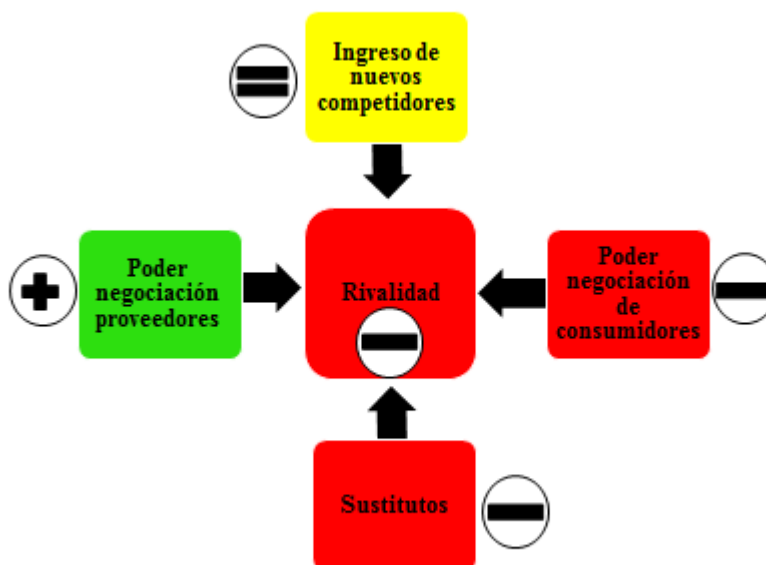 Ingreso de
nuevos
competidores
Poder
negociación
proveedores
Rivalidad
Poder
negociación
de
consumidores
Sustitutos